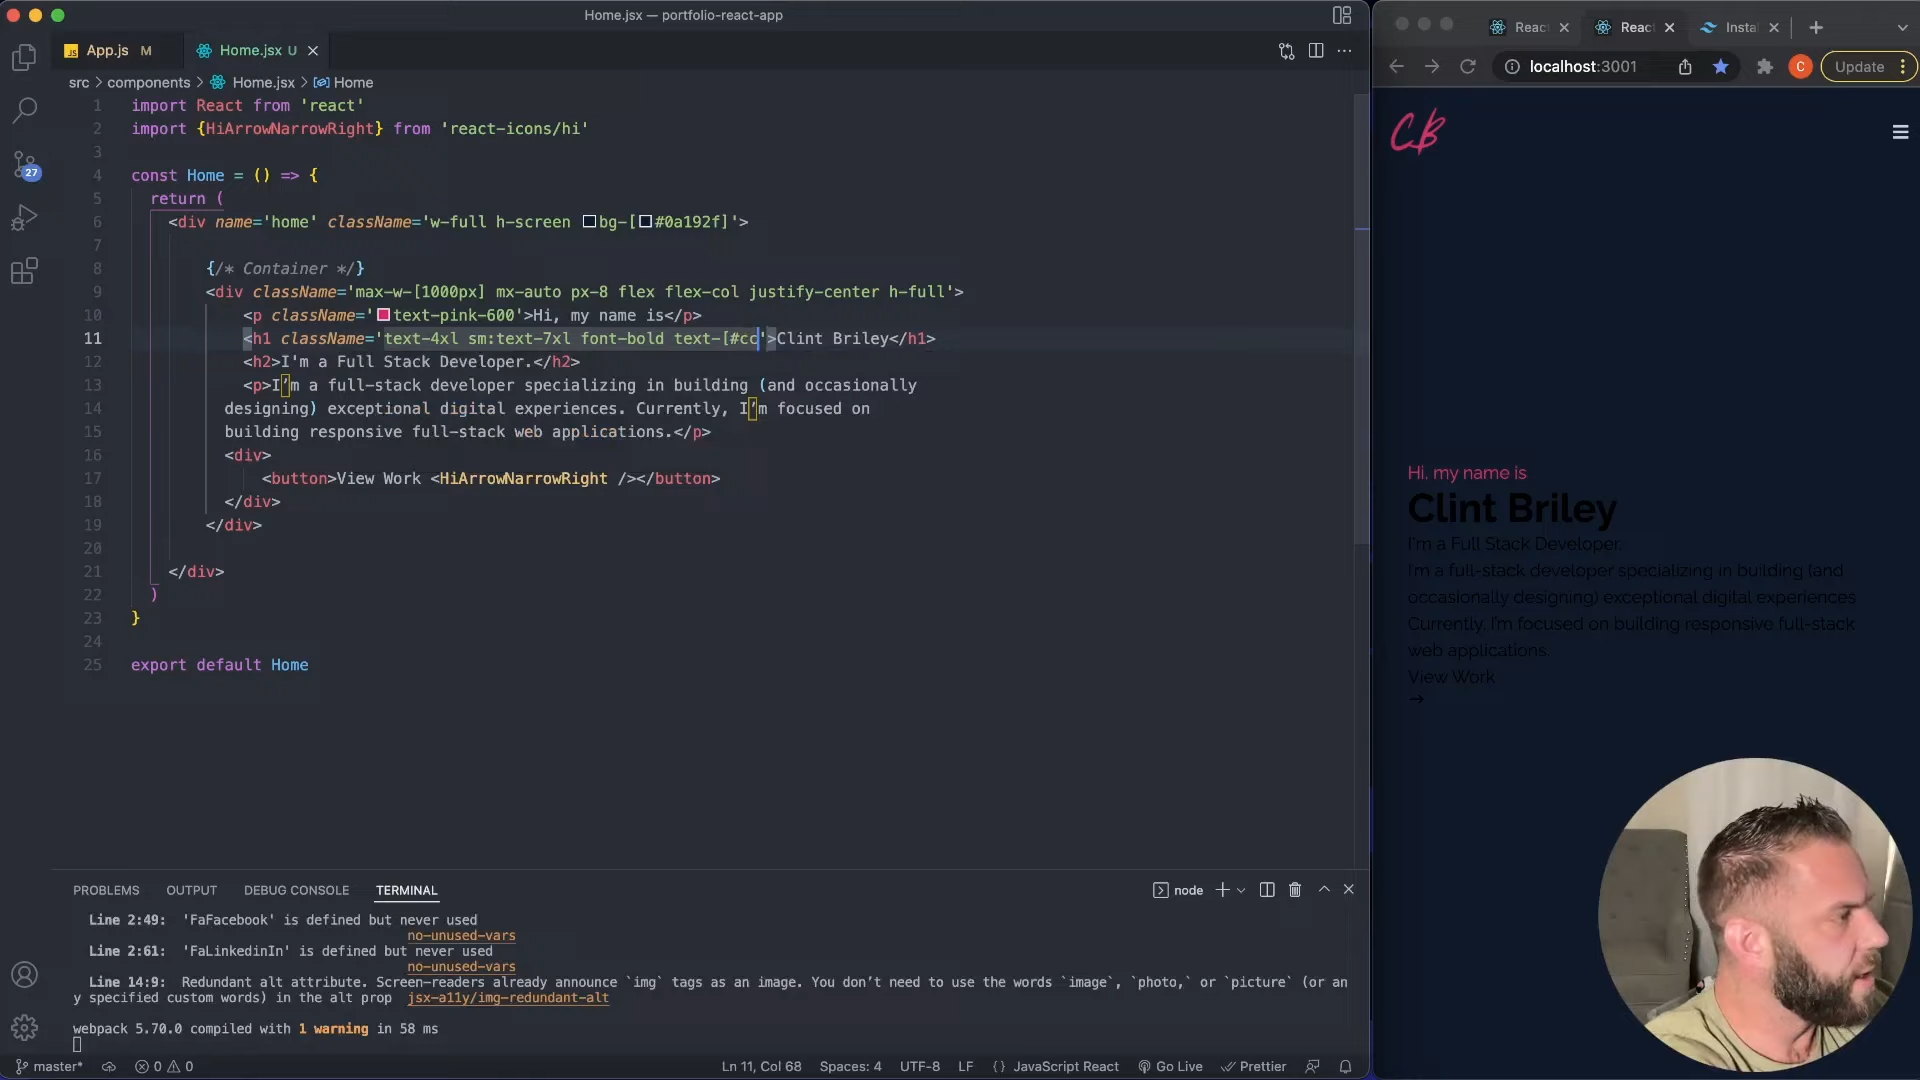 Home.jsx — portfolio-react-app
App.js M
Home.jsx U
src > components > Home.jsx > Home
1 import React from 'react'
2 import {HiArrowNarrowRight} from 'react-icons/hi'
3
4 const Home = () => {
5 return (
6 <div name='home' className='w-full h-screen bg-[#0a192f]'>
7
8 {/* Container */}
9 <div className='max-w-[1000px] mx-auto px-8 flex flex-col justify-center h-full'>
10 <p className='text-pink-600'>Hi, my name is</p>
11 <h1 className='text-4xl sm:text-7xl font-bold text-[#cc'>Clint Briley</h1>
12 <h2>I'm a Full Stack Developer.</h2>
13 <p>I’m a full-stack developer specializing in building (and occasionally
14 designing) exceptional digital experiences. Currently, I’m focused on
15 building responsive full-stack web applications.</p>
16 <div>
17 <button>View Work <HiArrowNarrowRight /></button>
18 </div>
19 </div>
20
21 </div>
22 )
23 }
24
25 export default Home
27
PROBLEMS OUTPUT DEBUG CONSOLE TERMINAL
node
Line 2:49: 'FaFacebook' is defined but never used
no-unused-vars
Line 2:61: 'FaLinkedinIn' is defined but never used
no-unused-vars
Line 14:9: Redundant alt attribute. Screen-readers already announce `img` tags as an image. You don’t need to use the words `image`, `photo,` or `picture` (or an
y specified custom words) in the alt prop jsx-a11y/img-redundant-alt
webpack 5.70.0 compiled with 1 warning in 58 ms
master* 0 0
Ln 11, Col 68 Spaces: 4 UTF-8 LF {} JavaScript React Go Live Prettier
React React Insta
localhost:3001
C Update
CB
Hi, my name is
Clint Briley
I'm a Full Stack Developer.
I’m a full-stack developer specializing in building (and
occasionally designing) exceptional digital experiences.
Currently, I’m focused on building responsive full-stack
web applications.
View Work
→